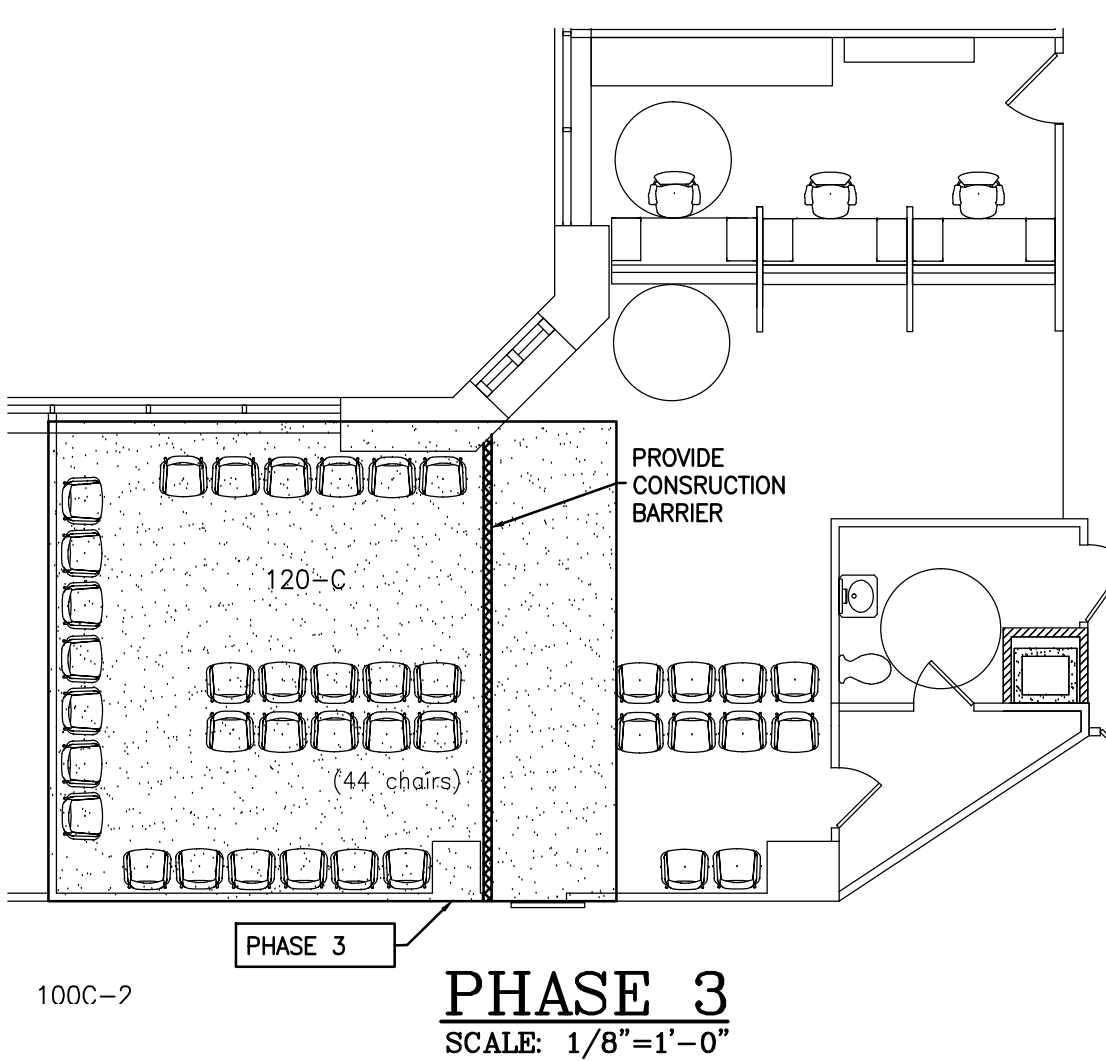 PROVIDE
CONSRUCTION
BARRIER
120-C
(44 chairs)
PHASE 3
100C-2
PHASE 3
SCALE: 1/8"=1'-0"